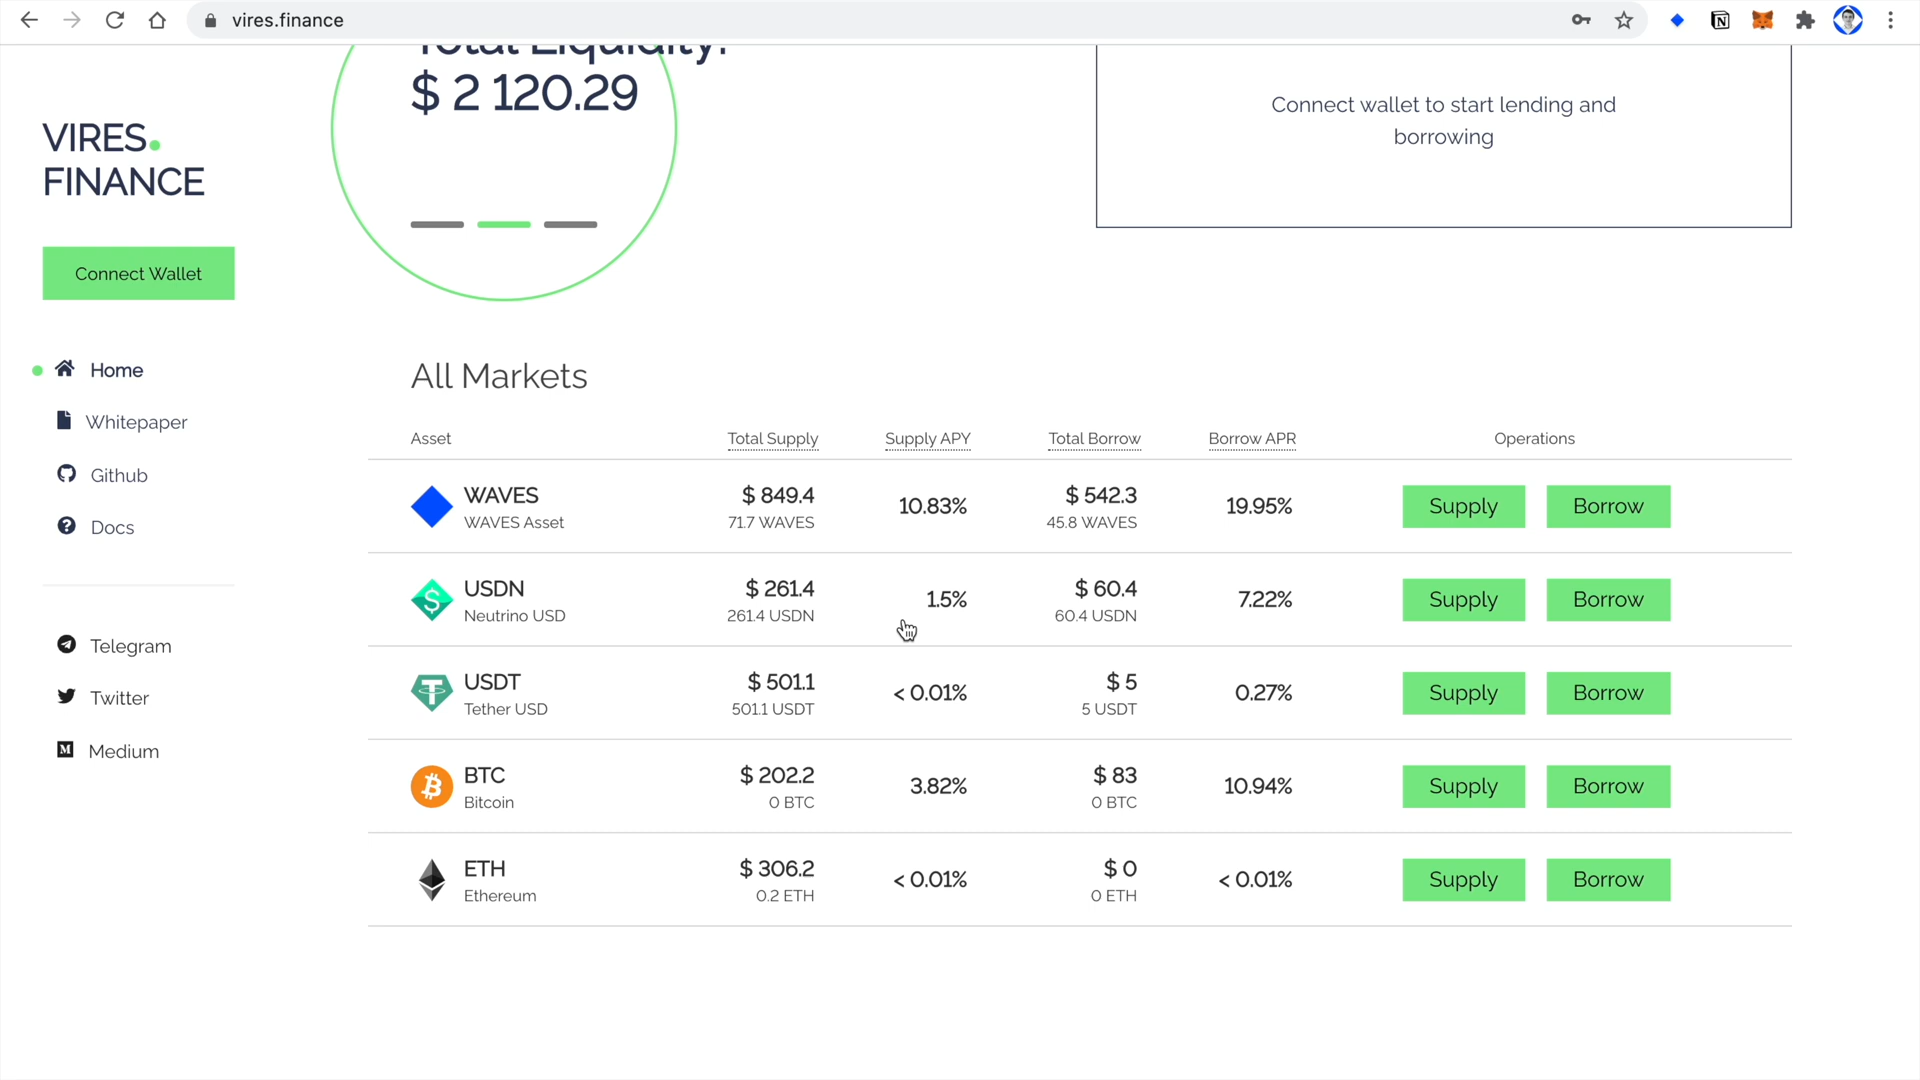 vires.finance
Total Liquidity:
$ 2 120.29
Connect wallet to start lending and
borrowing
VIRES.
FINANCE
Connect Wallet
Home
Whitepaper
Github
Docs
Telegram
Twitter
Medium
All Markets
Asset Total Supply Supply APY Total Borrow Borrow APR Operations
WAVES $ 849.4 10.83% $ 542.3 19.95% Supply Borrow
WAVES Asset 71.7 WAVES 45.8 WAVES
USDN $ 261.4 1.5% $ 60.4 7.22% Supply Borrow
Neutrino USD 261.4 USDN 60.4 USDN
USDT $ 501.1 < 0.01% $ 5 0.27% Supply Borrow
Tether USD 501.1 USDT 5 USDT
BTC $ 202.2 3.82% $ 83 10.94% Supply Borrow
Bitcoin 0 BTC 0 BTC
ETH $ 306.2 < 0.01% $ 0 < 0.01% Supply Borrow
Ethereum 0.2 ETH 0 ETH